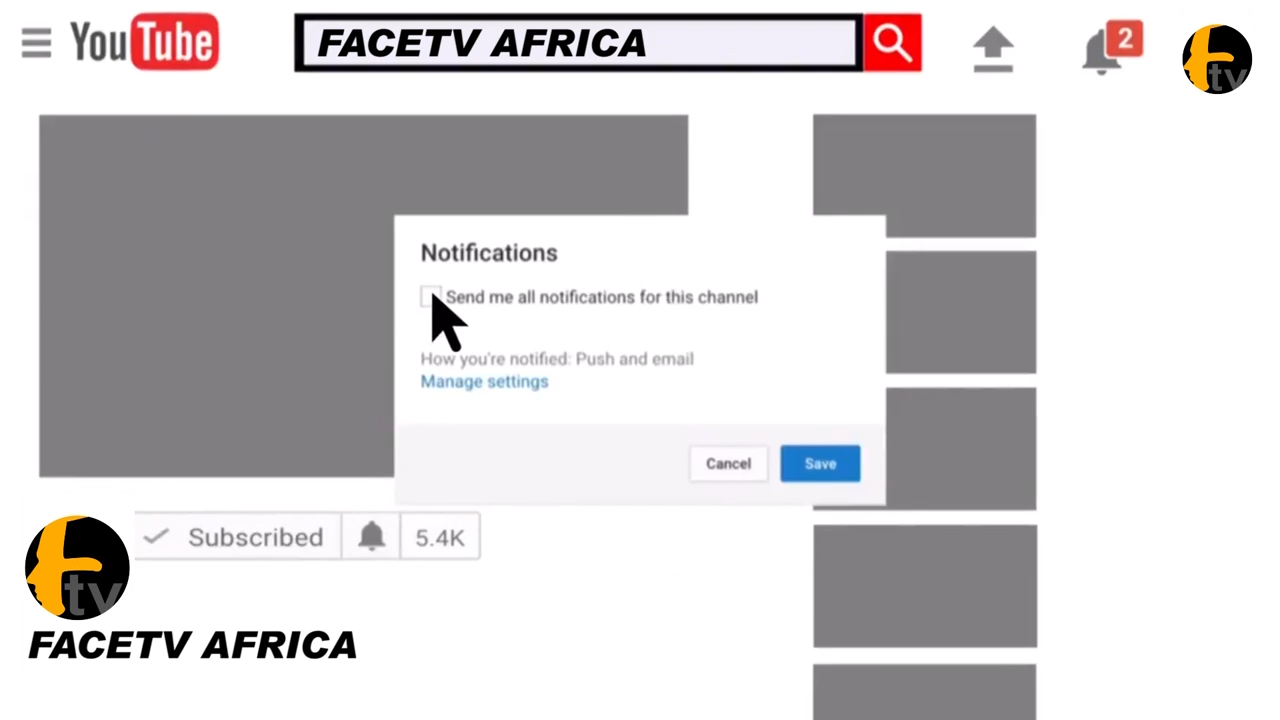 YouTube
FACETV AFRICA
2
tv
Notifications
Send me all notifications for this channel
How you're notified: Push and email
Manage settings
Cancel
Save
Subscribed
5.4K
tv
FACETV AFRICA